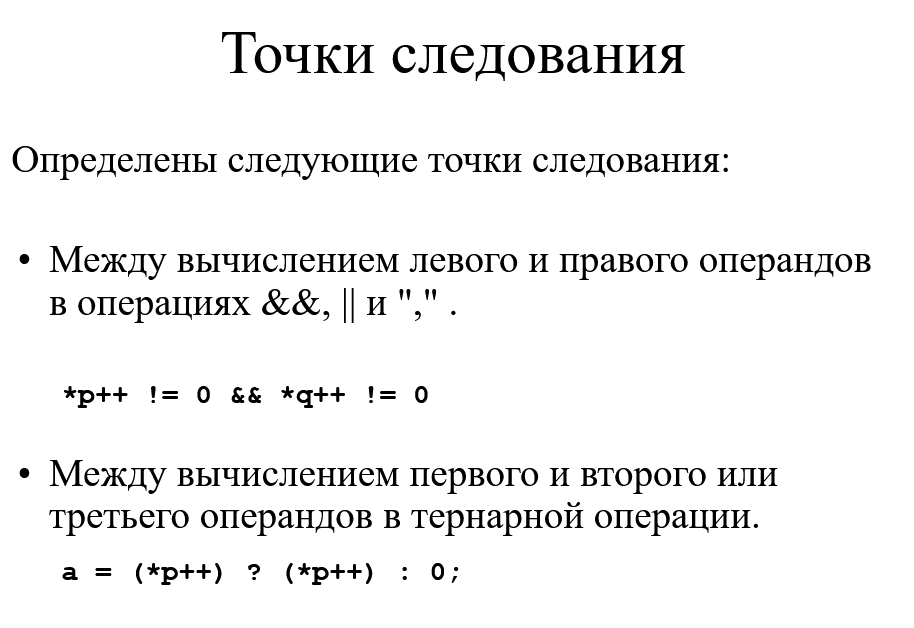 Точки следования
Определены следующие точки следования:
• Между вычислением левого и правого операндов
в операциях &&, || и "," .
*p++ != 0 && *q++ != 0
• Между вычислением первого и второго или
третьего операндов в тернарной операции.
a = (*p++) ? (*p++) : 0;